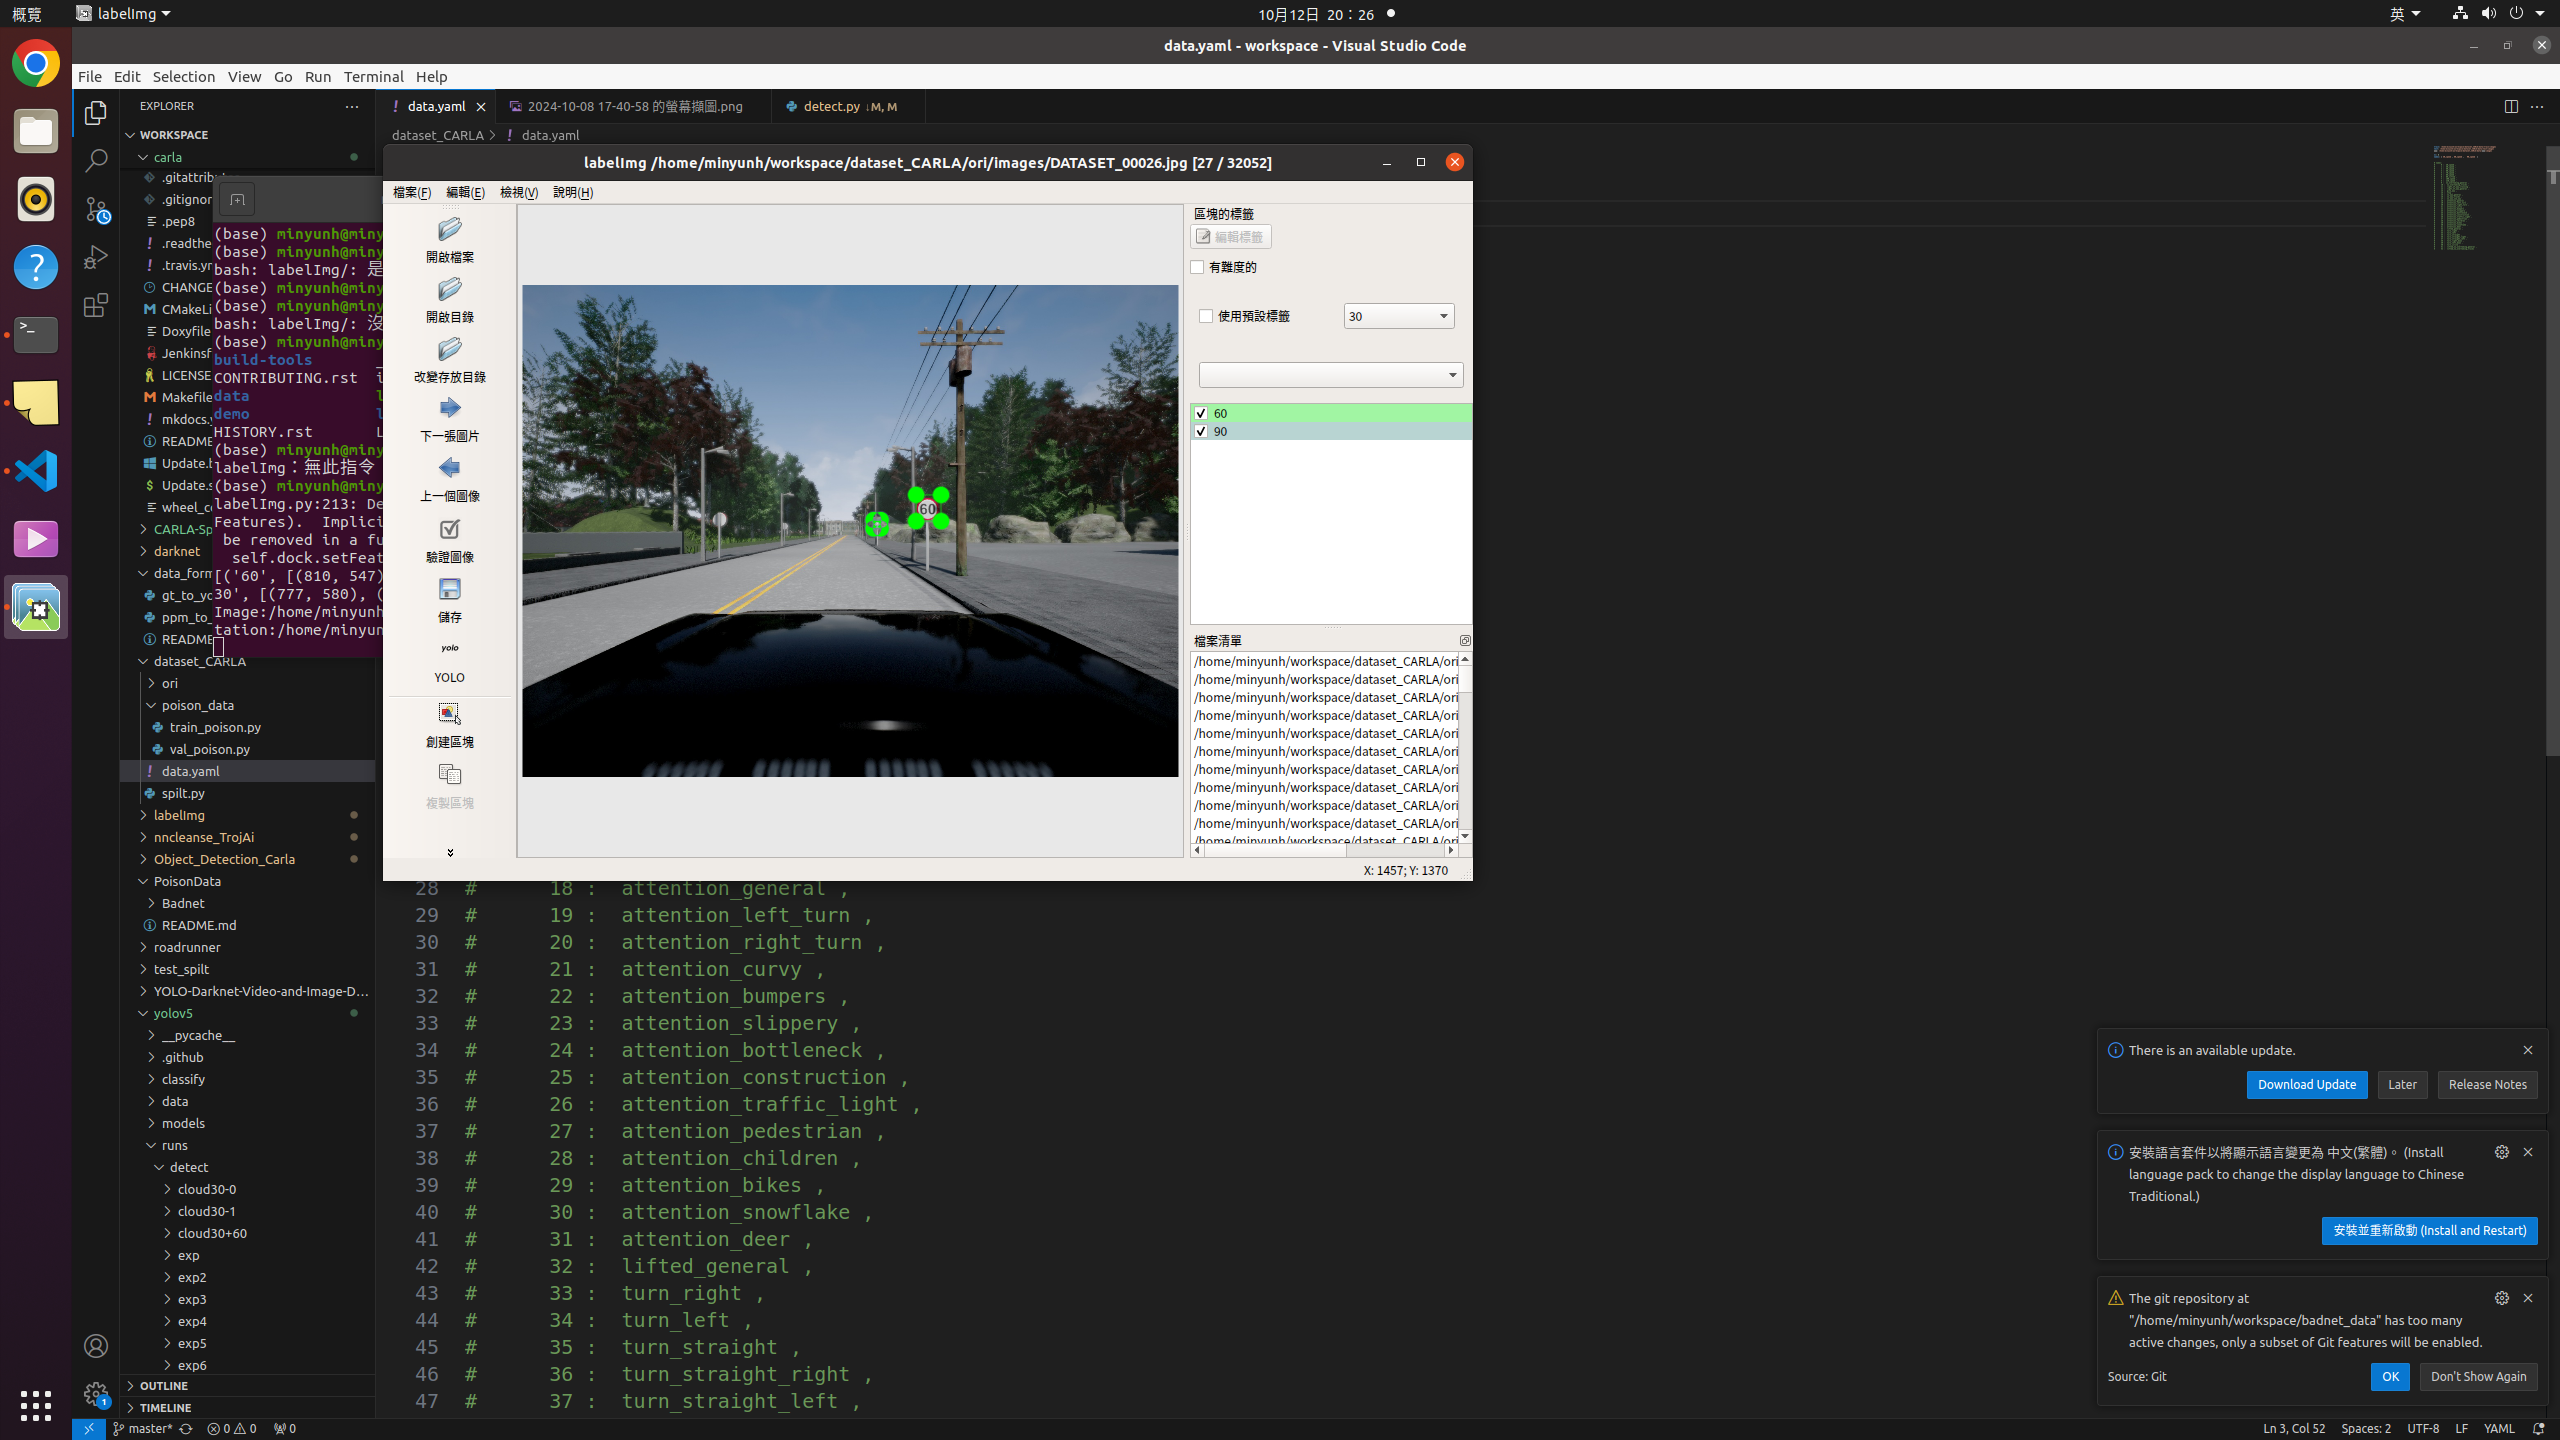 概覽
labelImg
10月12日 20：26
英
data.yaml - workspace - Visual Studio Code
File Edit Selection View Go Run Terminal Help
EXPLORER
data.yaml
2024-10-08 17-40-58 的螢幕擷圖.png
detect.py ↓M, M
dataset_CARLA > data.yaml
WORKSPACE
carla
.gitattribu
.gitignor
.pep8
.readthe
.travis.yr
CHANGE
CMakeLi
Doxyfile
Jenkinsf
LICENSE
Makefile
mkdocs.
README
Update.b
Update.s
wheel_c
CARLA-Sp
darknet
data_form
gt_to_yo
ppm_to_
README
dataset_CARLA
ori
poison_data
train_poison.py
val_poison.py
data.yaml
spilt.py
labelImg
nncleanse_TrojAi
Object_Detection_Carla
PoisonData
Badnet
README.md
roadrunner
test_spilt
YOLO-Darknet-Video-and-Image-D...
yolov5
__pycache__
.github
classify
data
models
runs
detect
cloud30-0
cloud30-1
cloud30+60
exp
exp2
exp3
exp4
exp5
exp6
OUTLINE
TIMELINE
(base) minyunh@miny
(base) minyunh@miny
bash: labelImg/: 是
(base) minyunh@miny
(base) minyunh@miny
bash: labelImg/: 沒
(base) minyunh@miny
build-tools
CONTRIBUTING.rst i
data
demo
HISTORY.rst L
(base) minyunh@miny
labelImg：無此指令
(base) minyunh@miny
labelImg.py:213: De
Features). Implici
be removed in a fu
self.dock.setFeat
[('60', [(810, 547)
30', [(777, 580), (
Image:/home/minyunh
tation:/home/minyun
labelImg /home/minyunh/workspace/dataset_CARLA/ori/images/DATASET_00026.jpg [27 / 32052]
檔案(F) 編輯(E) 檢視(V) 說明(H)
開啟檔案
開啟目錄
改變存放目錄
下一張圖片
上一個圖像
驗證圖像
儲存
yolo
YOLO
創建區塊
複製區塊
60
區塊的標籤
編輯標籤
有難度的
使用預設標籤 30
60
90
檔案清單
/home/minyunh/workspace/dataset_CARLA/ori
/home/minyunh/workspace/dataset_CARLA/ori
/home/minyunh/workspace/dataset_CARLA/ori
/home/minyunh/workspace/dataset_CARLA/ori
/home/minyunh/workspace/dataset_CARLA/ori
/home/minyunh/workspace/dataset_CARLA/ori
/home/minyunh/workspace/dataset_CARLA/ori
/home/minyunh/workspace/dataset_CARLA/ori
/home/minyunh/workspace/dataset_CARLA/ori
/home/minyunh/workspace/dataset_CARLA/ori
/home/minyunh/workspace/dataset_CARLA/ori
X: 1457; Y: 1370
28 # 18 : attention_general ,
29 # 19 : attention_left_turn ,
30 # 20 : attention_right_turn ,
31 # 21 : attention_curvy ,
32 # 22 : attention_bumpers ,
33 # 23 : attention_slippery ,
34 # 24 : attention_bottleneck ,
35 # 25 : attention_construction ,
36 # 26 : attention_traffic_light ,
37 # 27 : attention_pedestrian ,
38 # 28 : attention_children ,
39 # 29 : attention_bikes ,
40 # 30 : attention_snowflake ,
41 # 31 : attention_deer ,
42 # 32 : lifted_general ,
43 # 33 : turn_right ,
44 # 34 : turn_left ,
45 # 35 : turn_straight ,
46 # 36 : turn_straight_right ,
47 # 37 : turn_straight_left ,
There is an available update.
Download Update Later Release Notes
安裝語言套件以將顯示語言變更為 中文(繁體)。 (Install
language pack to change the display language to Chinese
Traditional.)
安裝並重新啟動 (Install and Restart)
The git repository at
"/home/minyunh/workspace/badnet_data" has too many
active changes, only a subset of Git features will be enabled.
Source: Git OK Don't Show Again
1
master* 0 0 0
Ln 3, Col 52 Spaces: 2 UTF-8 LF YAML